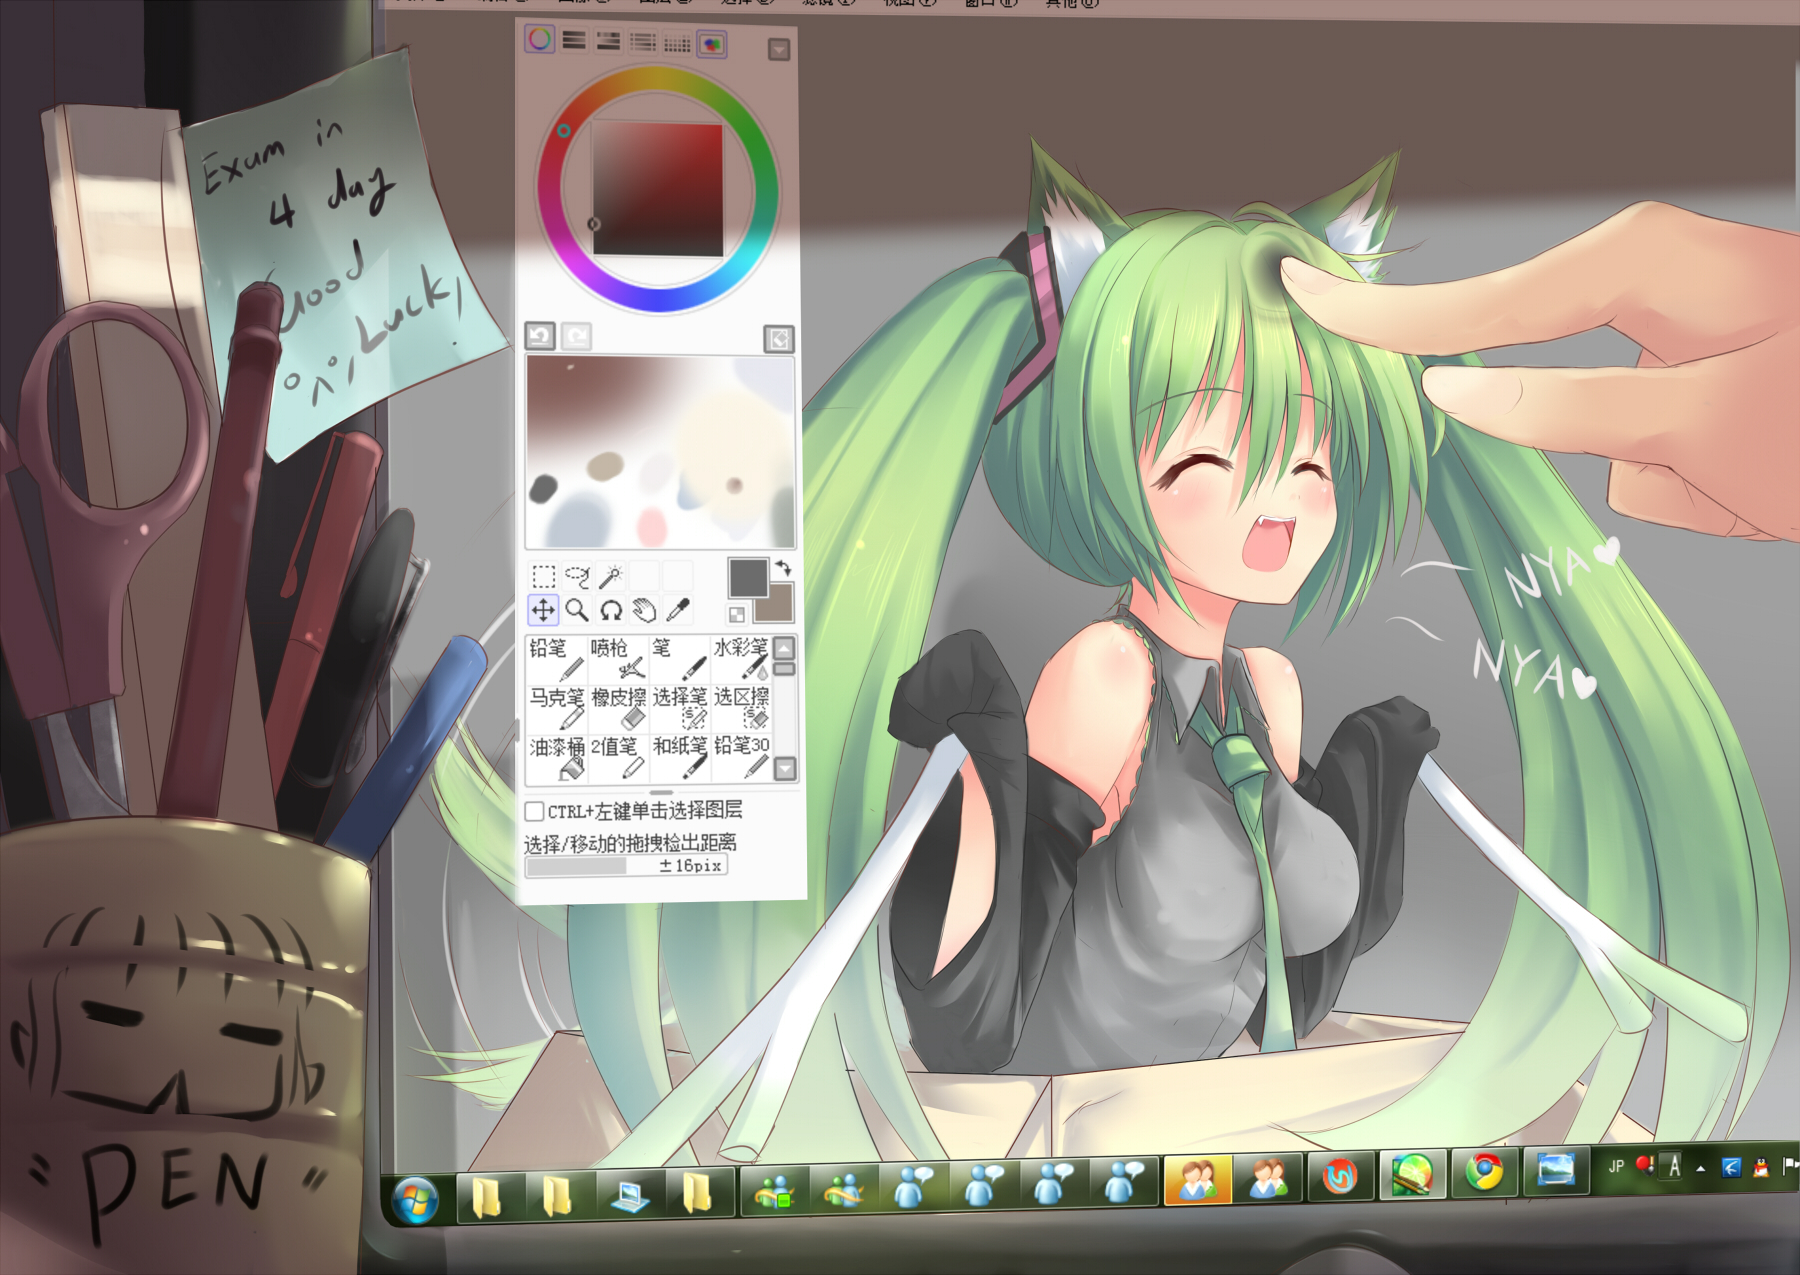 Exam in
4 day
Good
Luck!
铅笔 喷枪 笔 水彩笔
马克笔 橡皮擦 选择笔 选区擦
油漆桶 2值笔 和纸笔 铅笔30
CTRL+左键单击选择图层
选择/移动的拖拽检出距离
±16pix
NYA♥
NYA♥
"PEN"
JP A